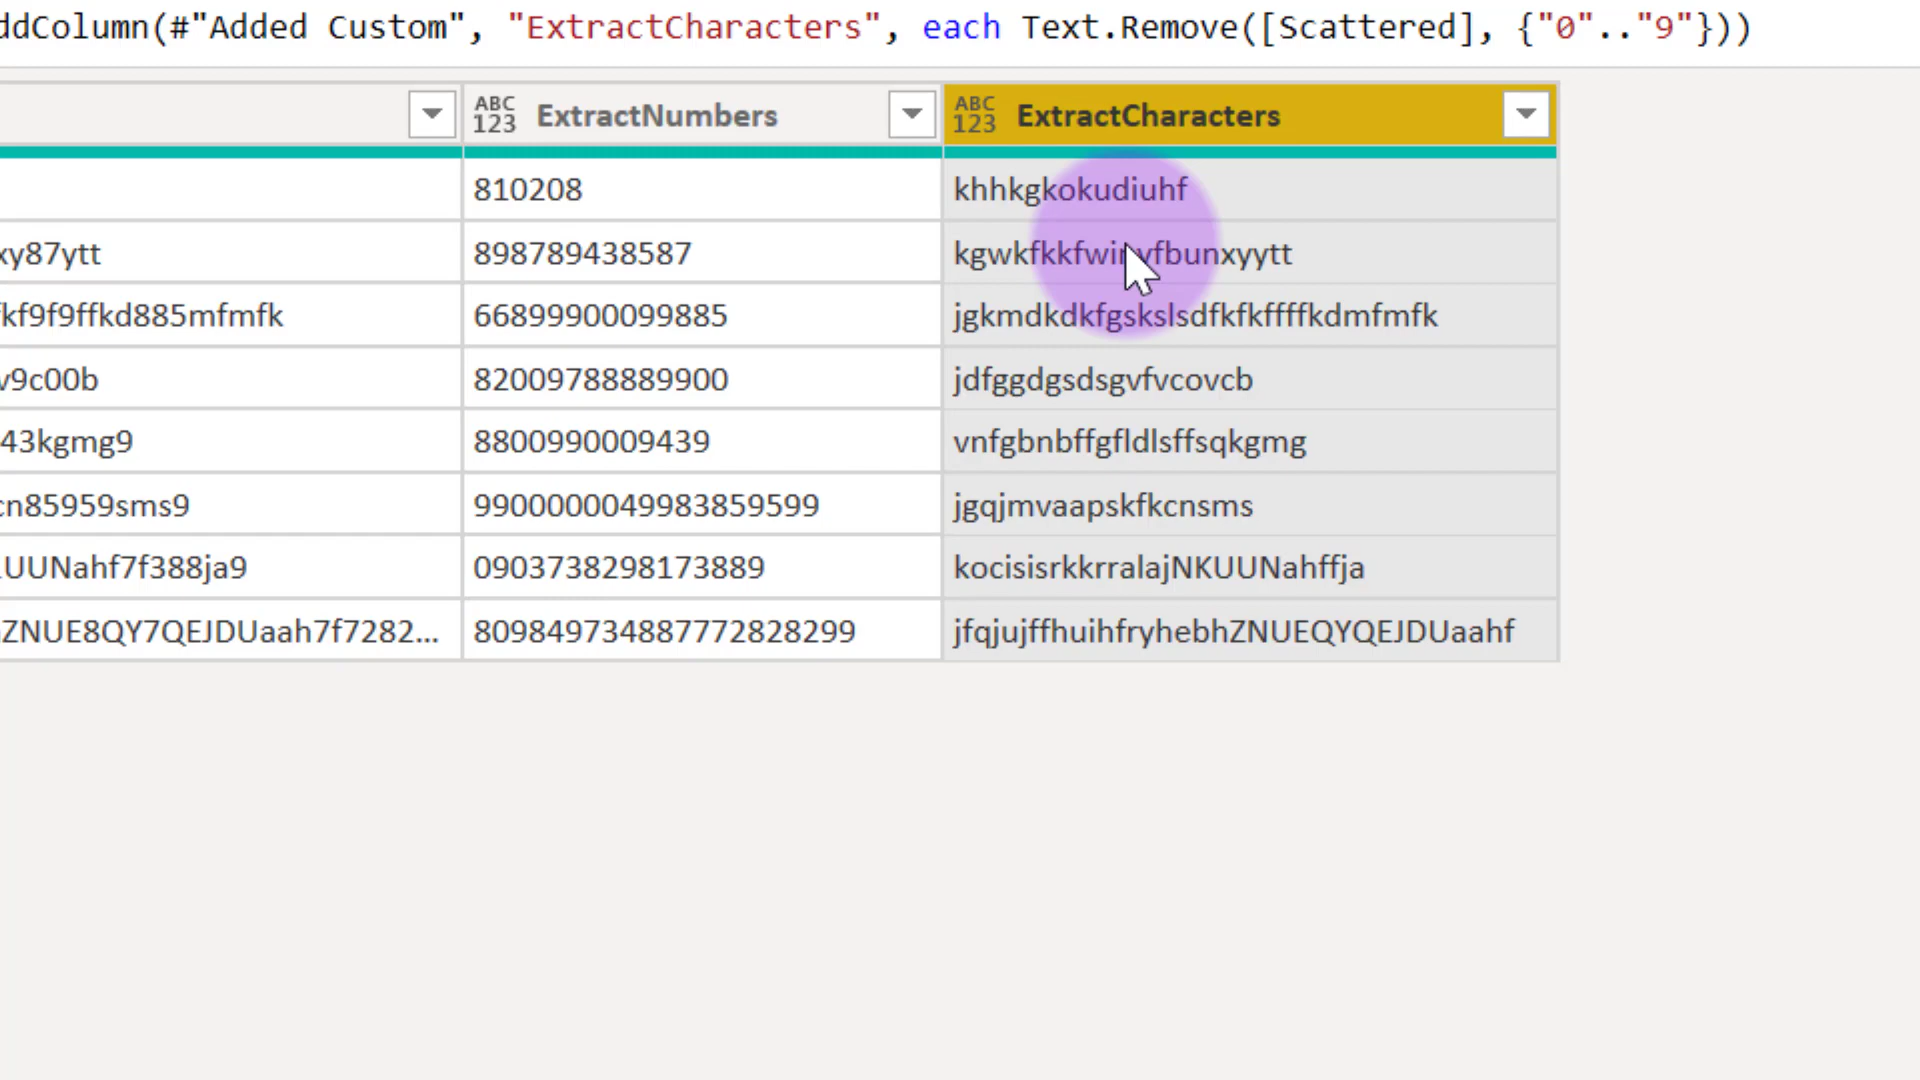 ddColumn(#"Added Custom", "ExtractCharacters", each Text.Remove([Scattered], {"0".."9"}))
ABC 123 ExtractNumbers ABC 123 ExtractCharacters
810208 khhkgkokudiuhf
xy87ytt 898789438587
kf9f9ffkd885mfmfk 66899900099885 jgkmdkdkfgskslsdfkfkffffkdmfmfk
v9c00b 82009788889900 jdfggdgsdsgvfvcovcb
43kgmg9 8800990009439 vnfgbnbffgfldlsffsqkgmg
cn85959sms9 9900000049983859599 jgqjmvaapskfkcnsms
UUNahf7f388ja9 0903738298173889 kocisisrkkrralajNKUUNahffja
ZNUE8QY7QEJDUaah7f7282... 809849734887772828299 jfqjujffhuihfryhebhZNUEQYQEJDUaahf